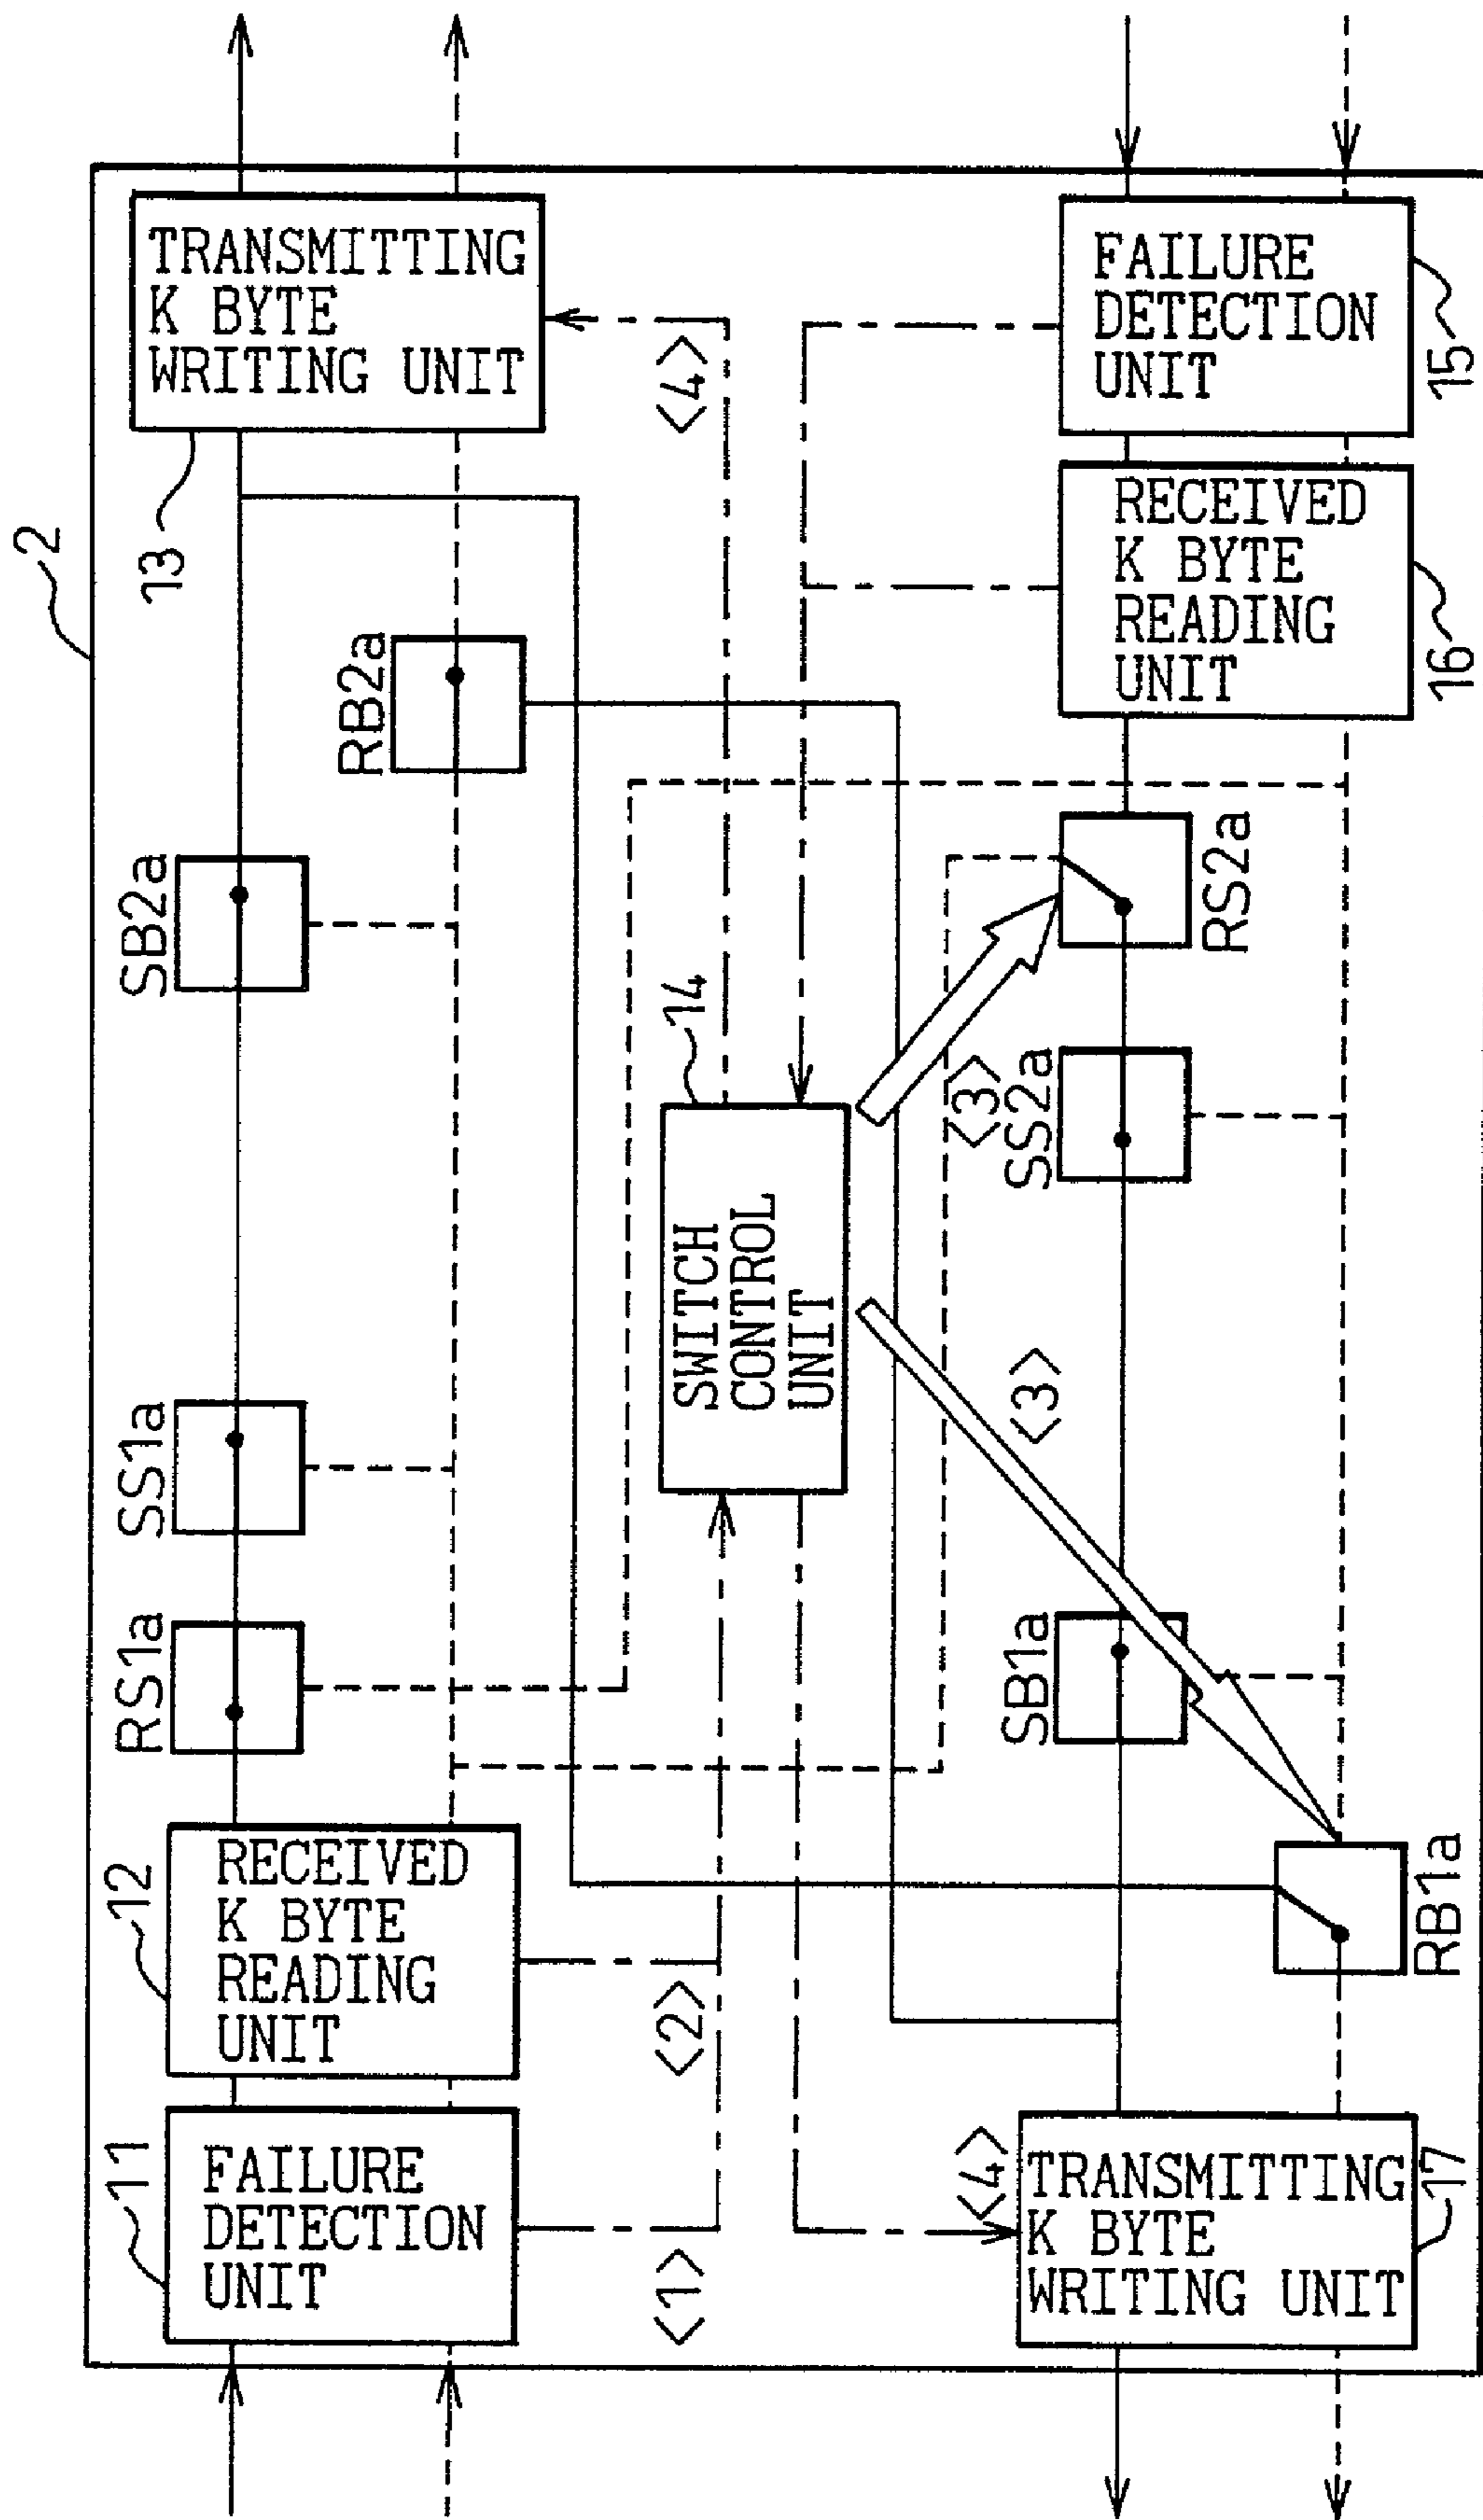 2
11
FAILURE
DETECTION
UNIT
12
RECEIVED
K BYTE
READING
UNIT
RS1a
SS1a
SB2a
RB2a
13
TRANSMITTING
K BYTE
WRITING UNIT
<1>
<2>
14
SWITCH
CONTROL
UNIT
<4>
<3>
<3>
<4>
TRANSMITTING
K BYTE
WRITING UNIT
17
RB1a
SB1a
SS2a
RS2a
RECEIVED
K BYTE
READING
UNIT
16
FAILURE
DETECTION
UNIT
15